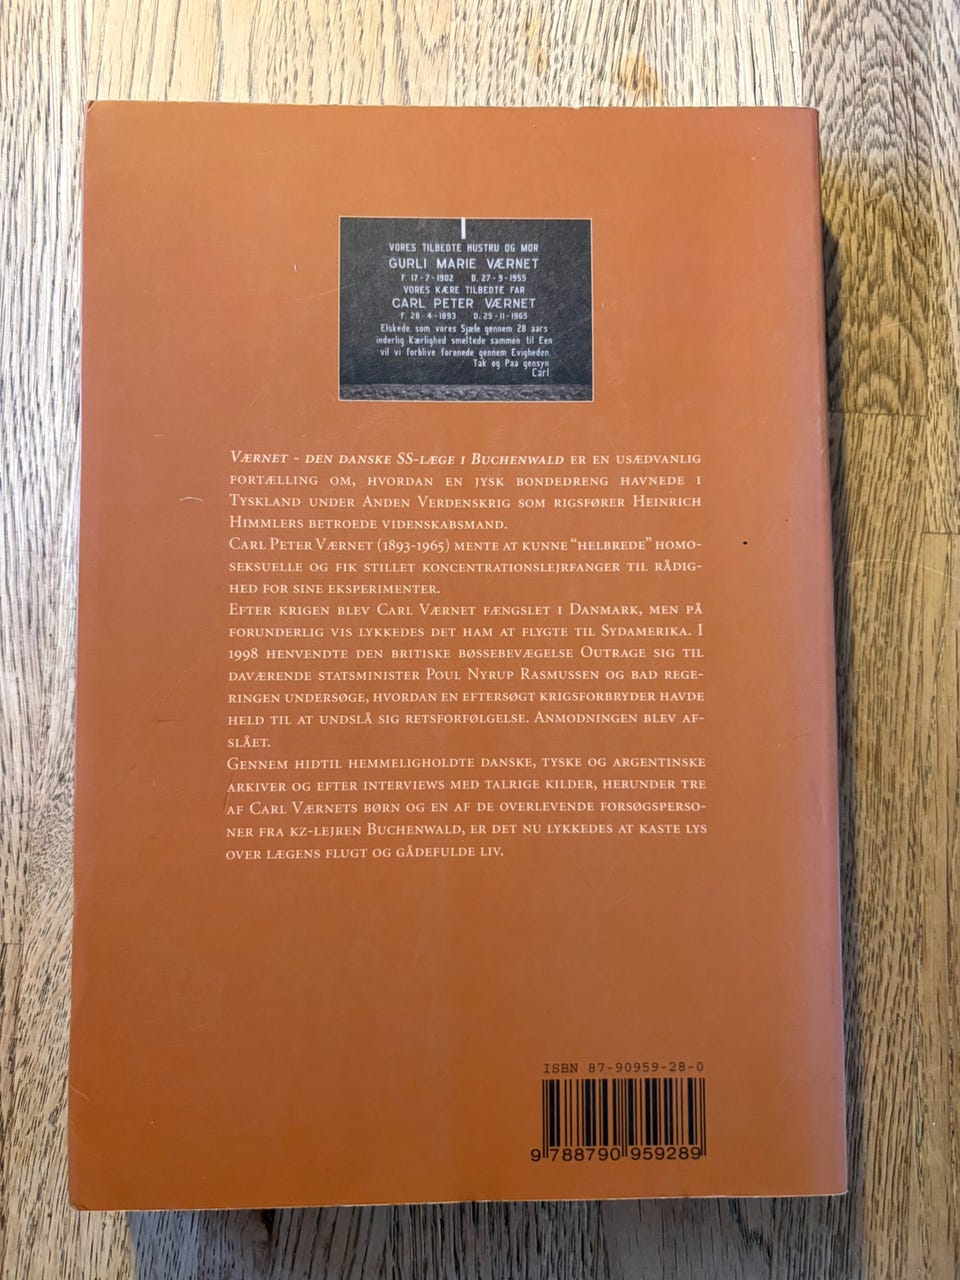 VORES TILBEDTE HUSTRU OG MOR
GURLI MARIE VÆRNET
F. 17-7-1902 D. 27-9-1955
VORES KÆRE TILBEDTE FAR
CARL PETER VÆRNET
F. 28-4-1893 D. 25-11-1965
Elskede som vores Sjæle gennem 28 aars
inderlig Kærlighed smeltede sammen til Een
vil vi forblive forenede gennem Evigheden.
Tak og Paa gensyn
Carl
Værnet - den danske SS-læge i Buchenwald er en usædvanlig
fortælling om, hvordan en jysk bondedreng havnede i
Tyskland under Anden Verdenskrig som rigsfører Heinrich
Himmlers betroede videnskabsmand.
Carl Peter Værnet (1893-1965) mente at kunne “helbrede” homo-
seksuelle og fik stillet koncentrationslejrfanger til rådig-
hed for sine eksperimenter.
Efter krigen blev Carl Værnet fængslet i Danmark, men på
forunderlig vis lykkedes det ham at flygte til Sydamerika. I
1998 henvendte den britiske bøssebevægelse Outrage sig til
daværende statsminister Poul Nyrup Rasmussen og bad rege-
ringen undersøge, hvordan en eftersøgt krigsforbryder havde
held til at undslå sig retsforfølgelse. Anmodningen blev af-
slået.
Gennem hidtil hemmeligholdte danske, tyske og argentinske
arkiver og efter interviews med talrige kilder, herunder tre
af Carl Værnets børn og en af de overlevende forsøgsperso-
ner fra kz-lejren Buchenwald, er det nu lykkedes at kaste lys
over lægens flugt og gådefulde liv.
ISBN 87-90959-28-0
9 788790 959289